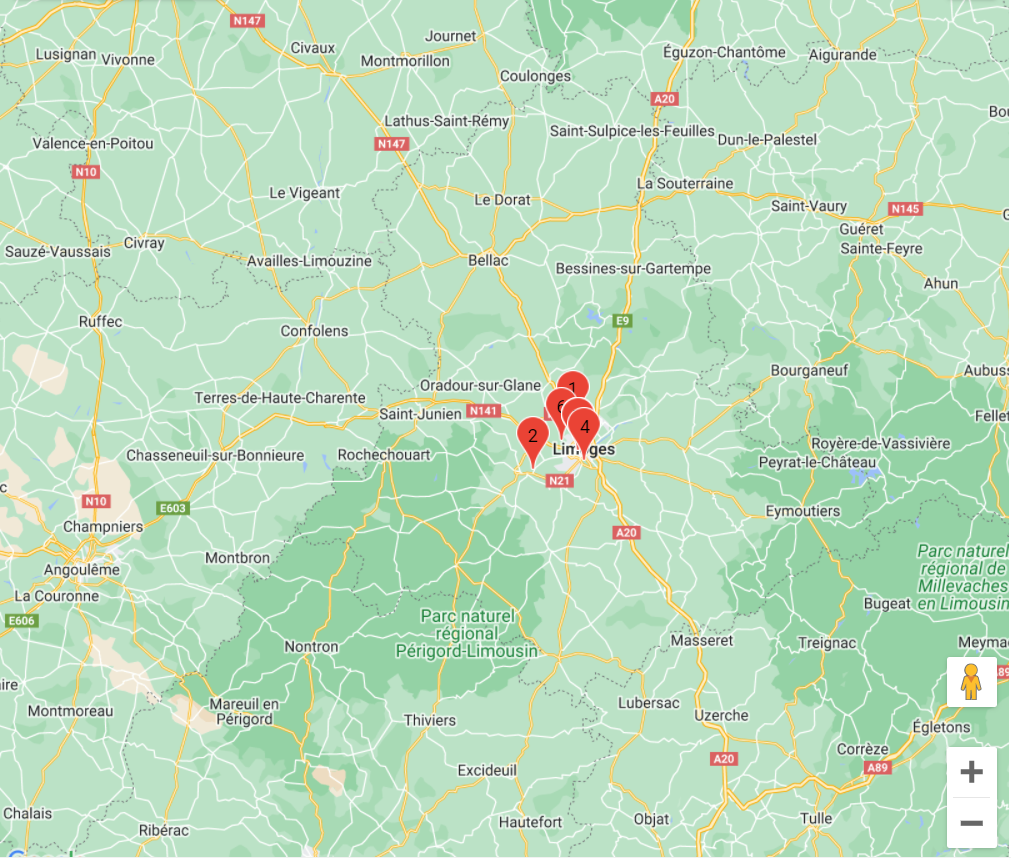 N147
Lusignan
Vivonne
Civaux
Journet
Montmorillon
Coulonges
Éguzon-Chantôme
Aigurande
A20
Lathus-Saint-Rémy
Saint-Sulpice-les-Feuilles
Dun-le-Palestel
Valence-en-Poitou
N147
N10
Le Vigeant
Le Dorat
La Souterraine
Saint-Vaury
N145
Guéret
Sainte-Feyre
Sauzé-Vaussais
Civray
Availles-Limouzine
Bellac
Bessines-sur-Gartempe
Ahun
Ruffec
Confolens
E9
Bourganeuf
Oradour-sur-Glane
1
Terres-de-Haute-Charente
Saint-Junien
N141
6
4
2
Limoges
N21
Chasseneuil-sur-Bonnieure
Rochechouart
Royère-de-Vassivière
Peyrat-le-Château
N10
E603
Champniers
Eymoutiers
A20
Montbron
Angoulême
La Couronne
E606
Parc naturel
régional de
Millevaches
en Limousin
Bugeat
Parc naturel
régional
Périgord-Limousin
Nontron
Masseret
Treignac
Mareuil en
Périgord
Montmoreau
Thiviers
Lubersac
Uzerche
Égletons
Corrèze
A20
A89
Excideuil
+
−
Chalais
Ribérac
Hautefort
Objat
Tulle